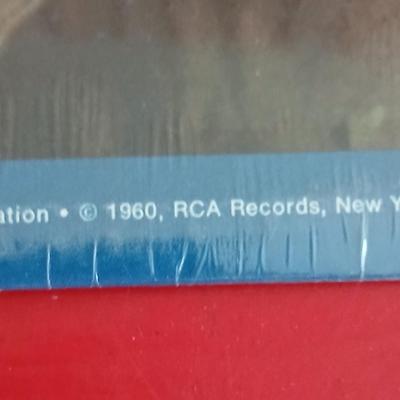 ation • © 1960, RCA Records, New Y